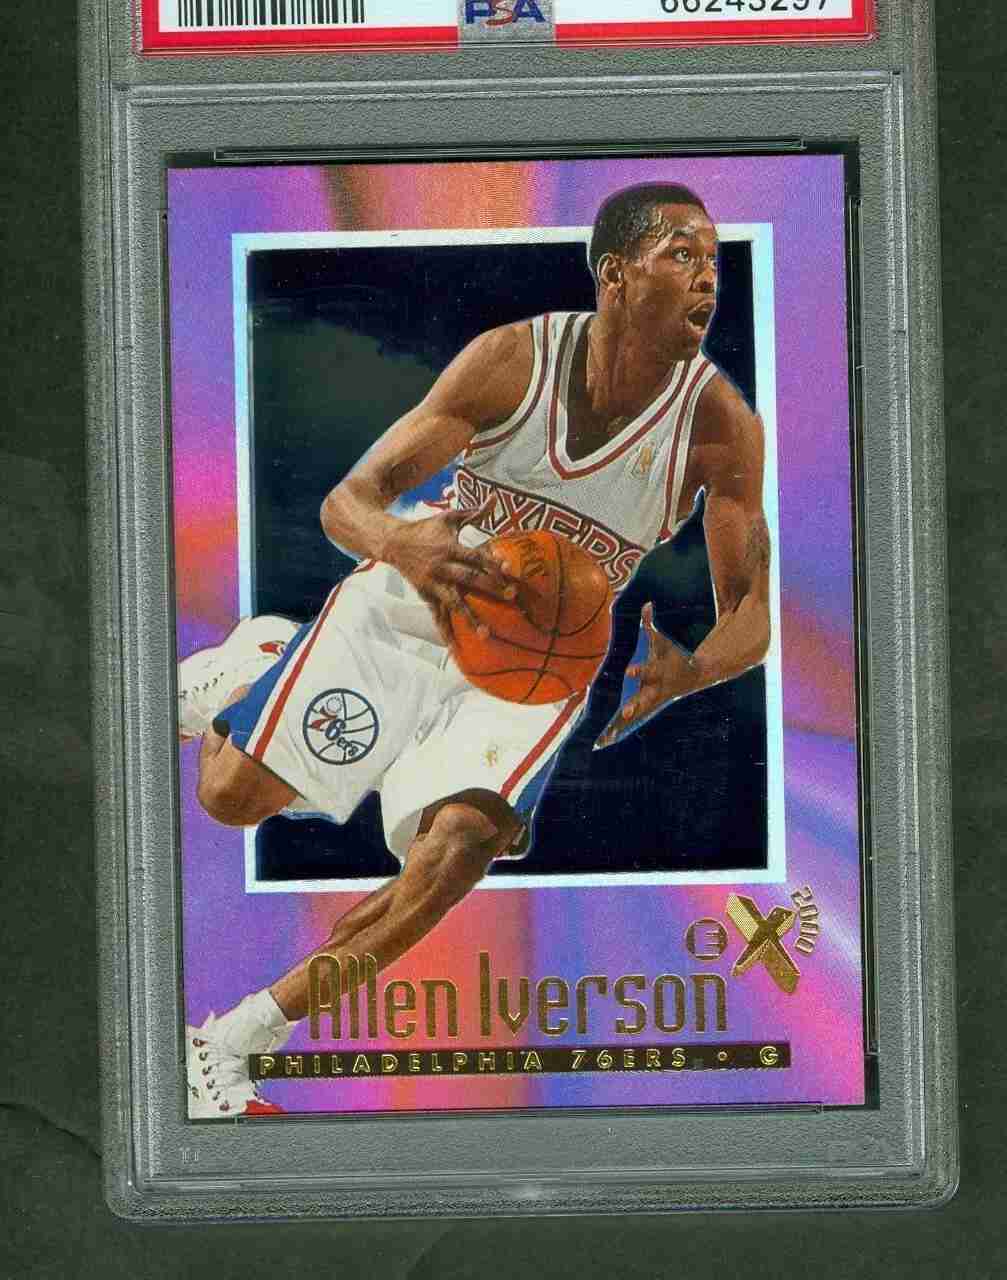 PSA
66243297
SIXERS
76ers
E X 2000
Allen Iverson
PHILADELPHIA 76ERS • G